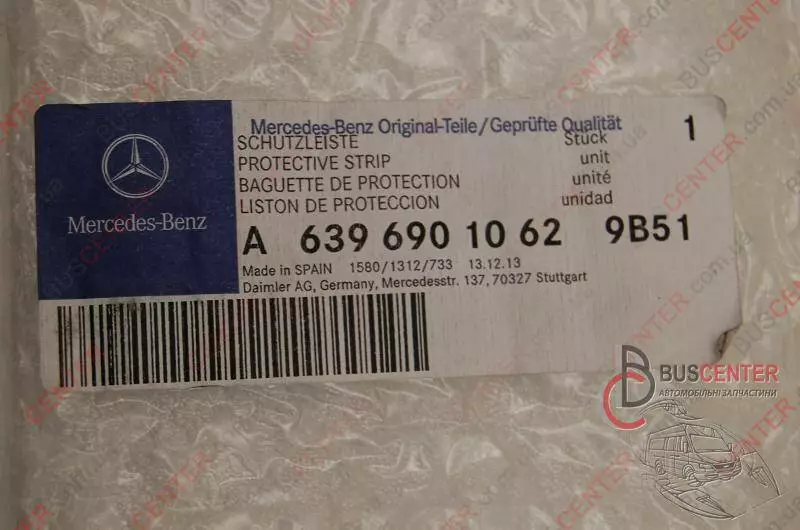 Mercedes-Benz Original-Teile/Geprüfte Qualität
SCHUTZLEISTE Stück 1
PROTECTIVE STRIP unit
BAGUETTE DE PROTECTION unité
LISTON DE PROTECCION unidad
Mercedes-Benz
A 639 690 10 62 9B51
Made in SPAIN 1580/1312/733 13.12.13
Daimler AG, Germany, Mercedesstr. 137, 70327 Stuttgart
BUSCENTER
АВТОМОБІЛЬНІ ЗАПЧАСТИНИ